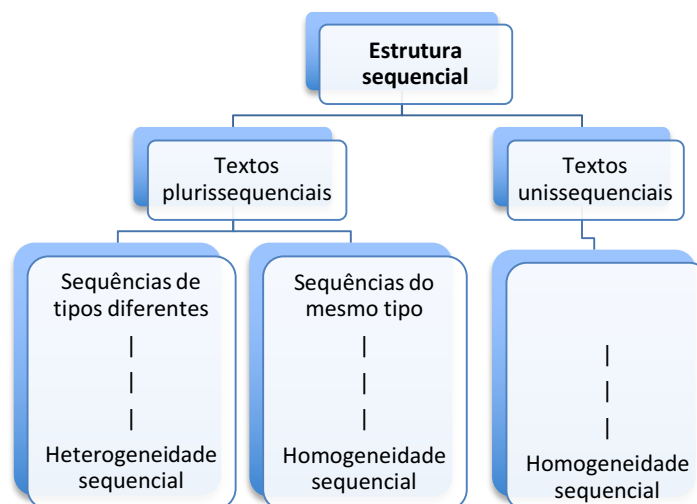 Estrutura
sequencial
Textos
plurissequenciais
Textos
unissequenciais
Sequências de
tipos diferentes
|
|
|
Heterogeneidade
sequencial
Sequências do
mesmo tipo
|
|
|
Homogeneidade
sequencial
|
|
|
Homogeneidade
sequencial